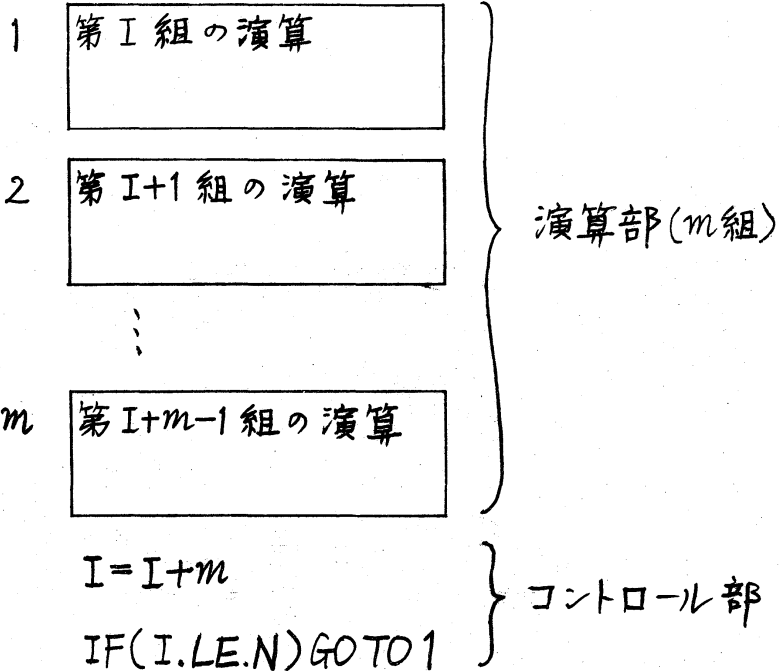 1 第I組の演算
2 第I+1組の演算
⋮
演算部(m組)
m 第I+m-1組の演算
I=I+m
コントロール部
IF(I.LE.N)GOTO1